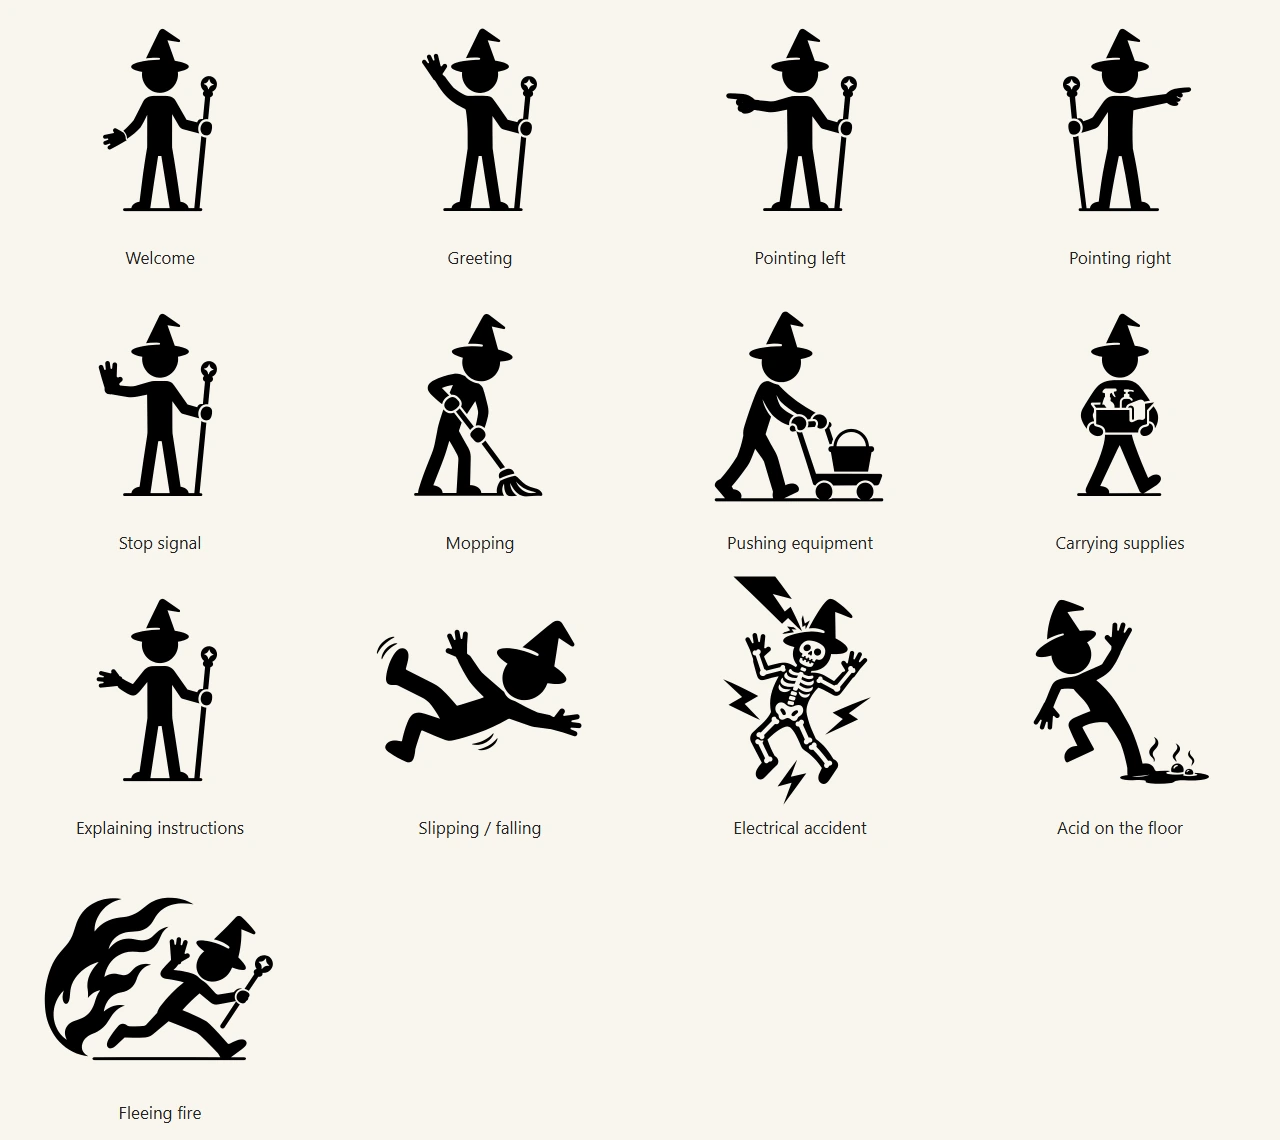 Welcome
Greeting
Pointing left
Pointing right
Stop signal
Mopping
Pushing equipment
Carrying supplies
Explaining instructions
Slipping / falling
Electrical accident
Acid on the floor
Fleeing fire